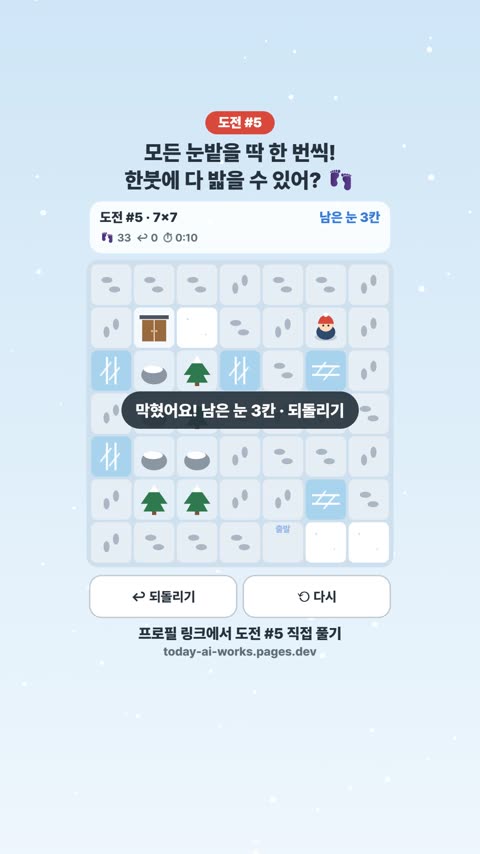 도전 #5
모든 눈밭을 딱 한 번씩!
한붓에 다 밟을 수 있어? 👣
도전 #5 · 7×7
남은 눈 3칸
👣 33 ↩ 0 ⏱ 0:10
막혔어요! 남은 눈 3칸 · 되돌리기
출발
↩ 되돌리기
⟲ 다시
프로필 링크에서 도전 #5 직접 풀기
today-ai-works.pages.dev